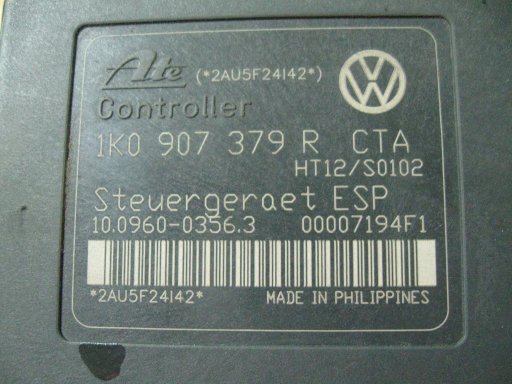 Ate (*2AU5F24I42*)
Controller
1K0 907 379 R CTA
HT12/S0102
Steuergeraet ESP
10.0960-0356.3 00007194F1
*2AU5F24I42* MADE IN PHILIPPINES